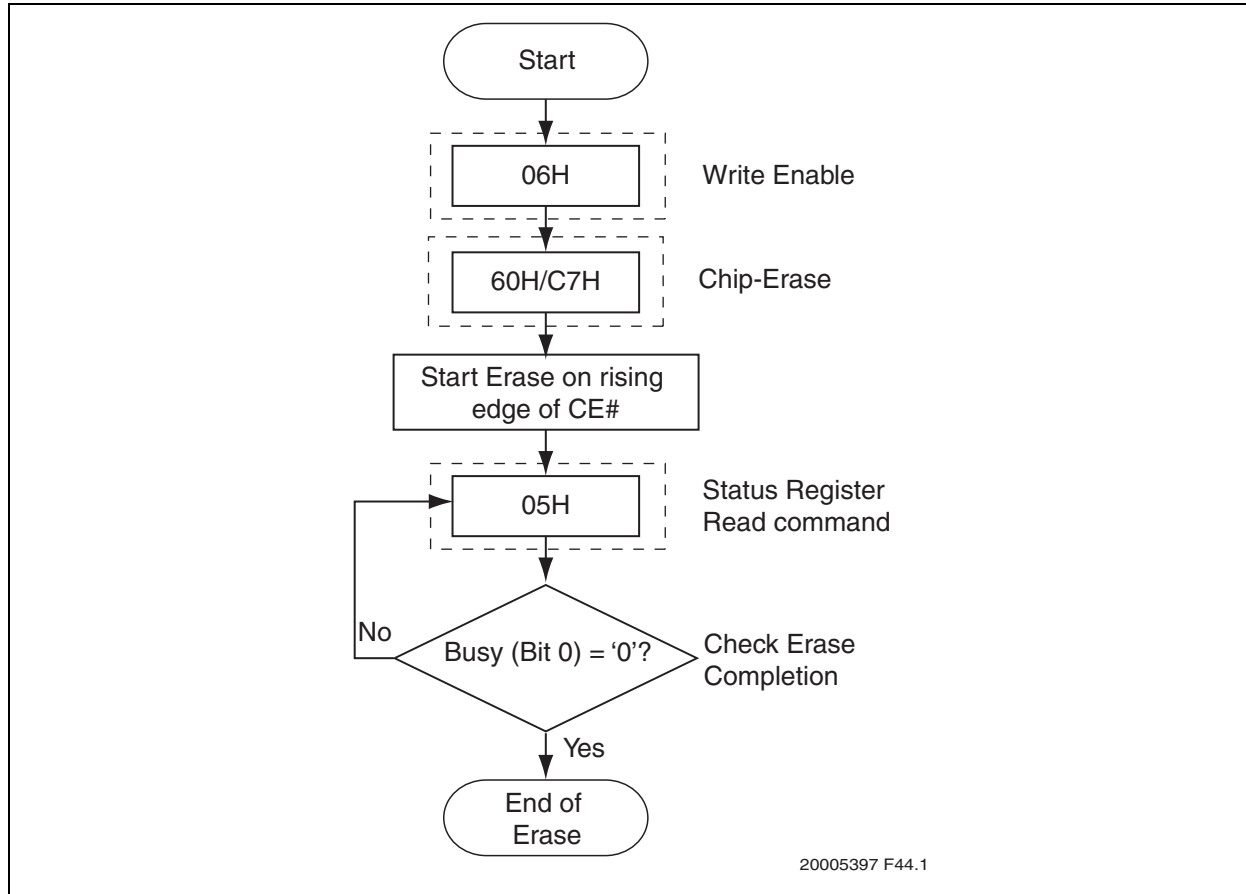 Start
06H
Write Enable
60H/C7H
Chip-Erase
Start Erase on rising
edge of CE#
05H
Status Register
Read command
No
Busy (Bit 0) = ‘0’?
Check Erase
Completion
Yes
End of
Erase
20005397 F44.1